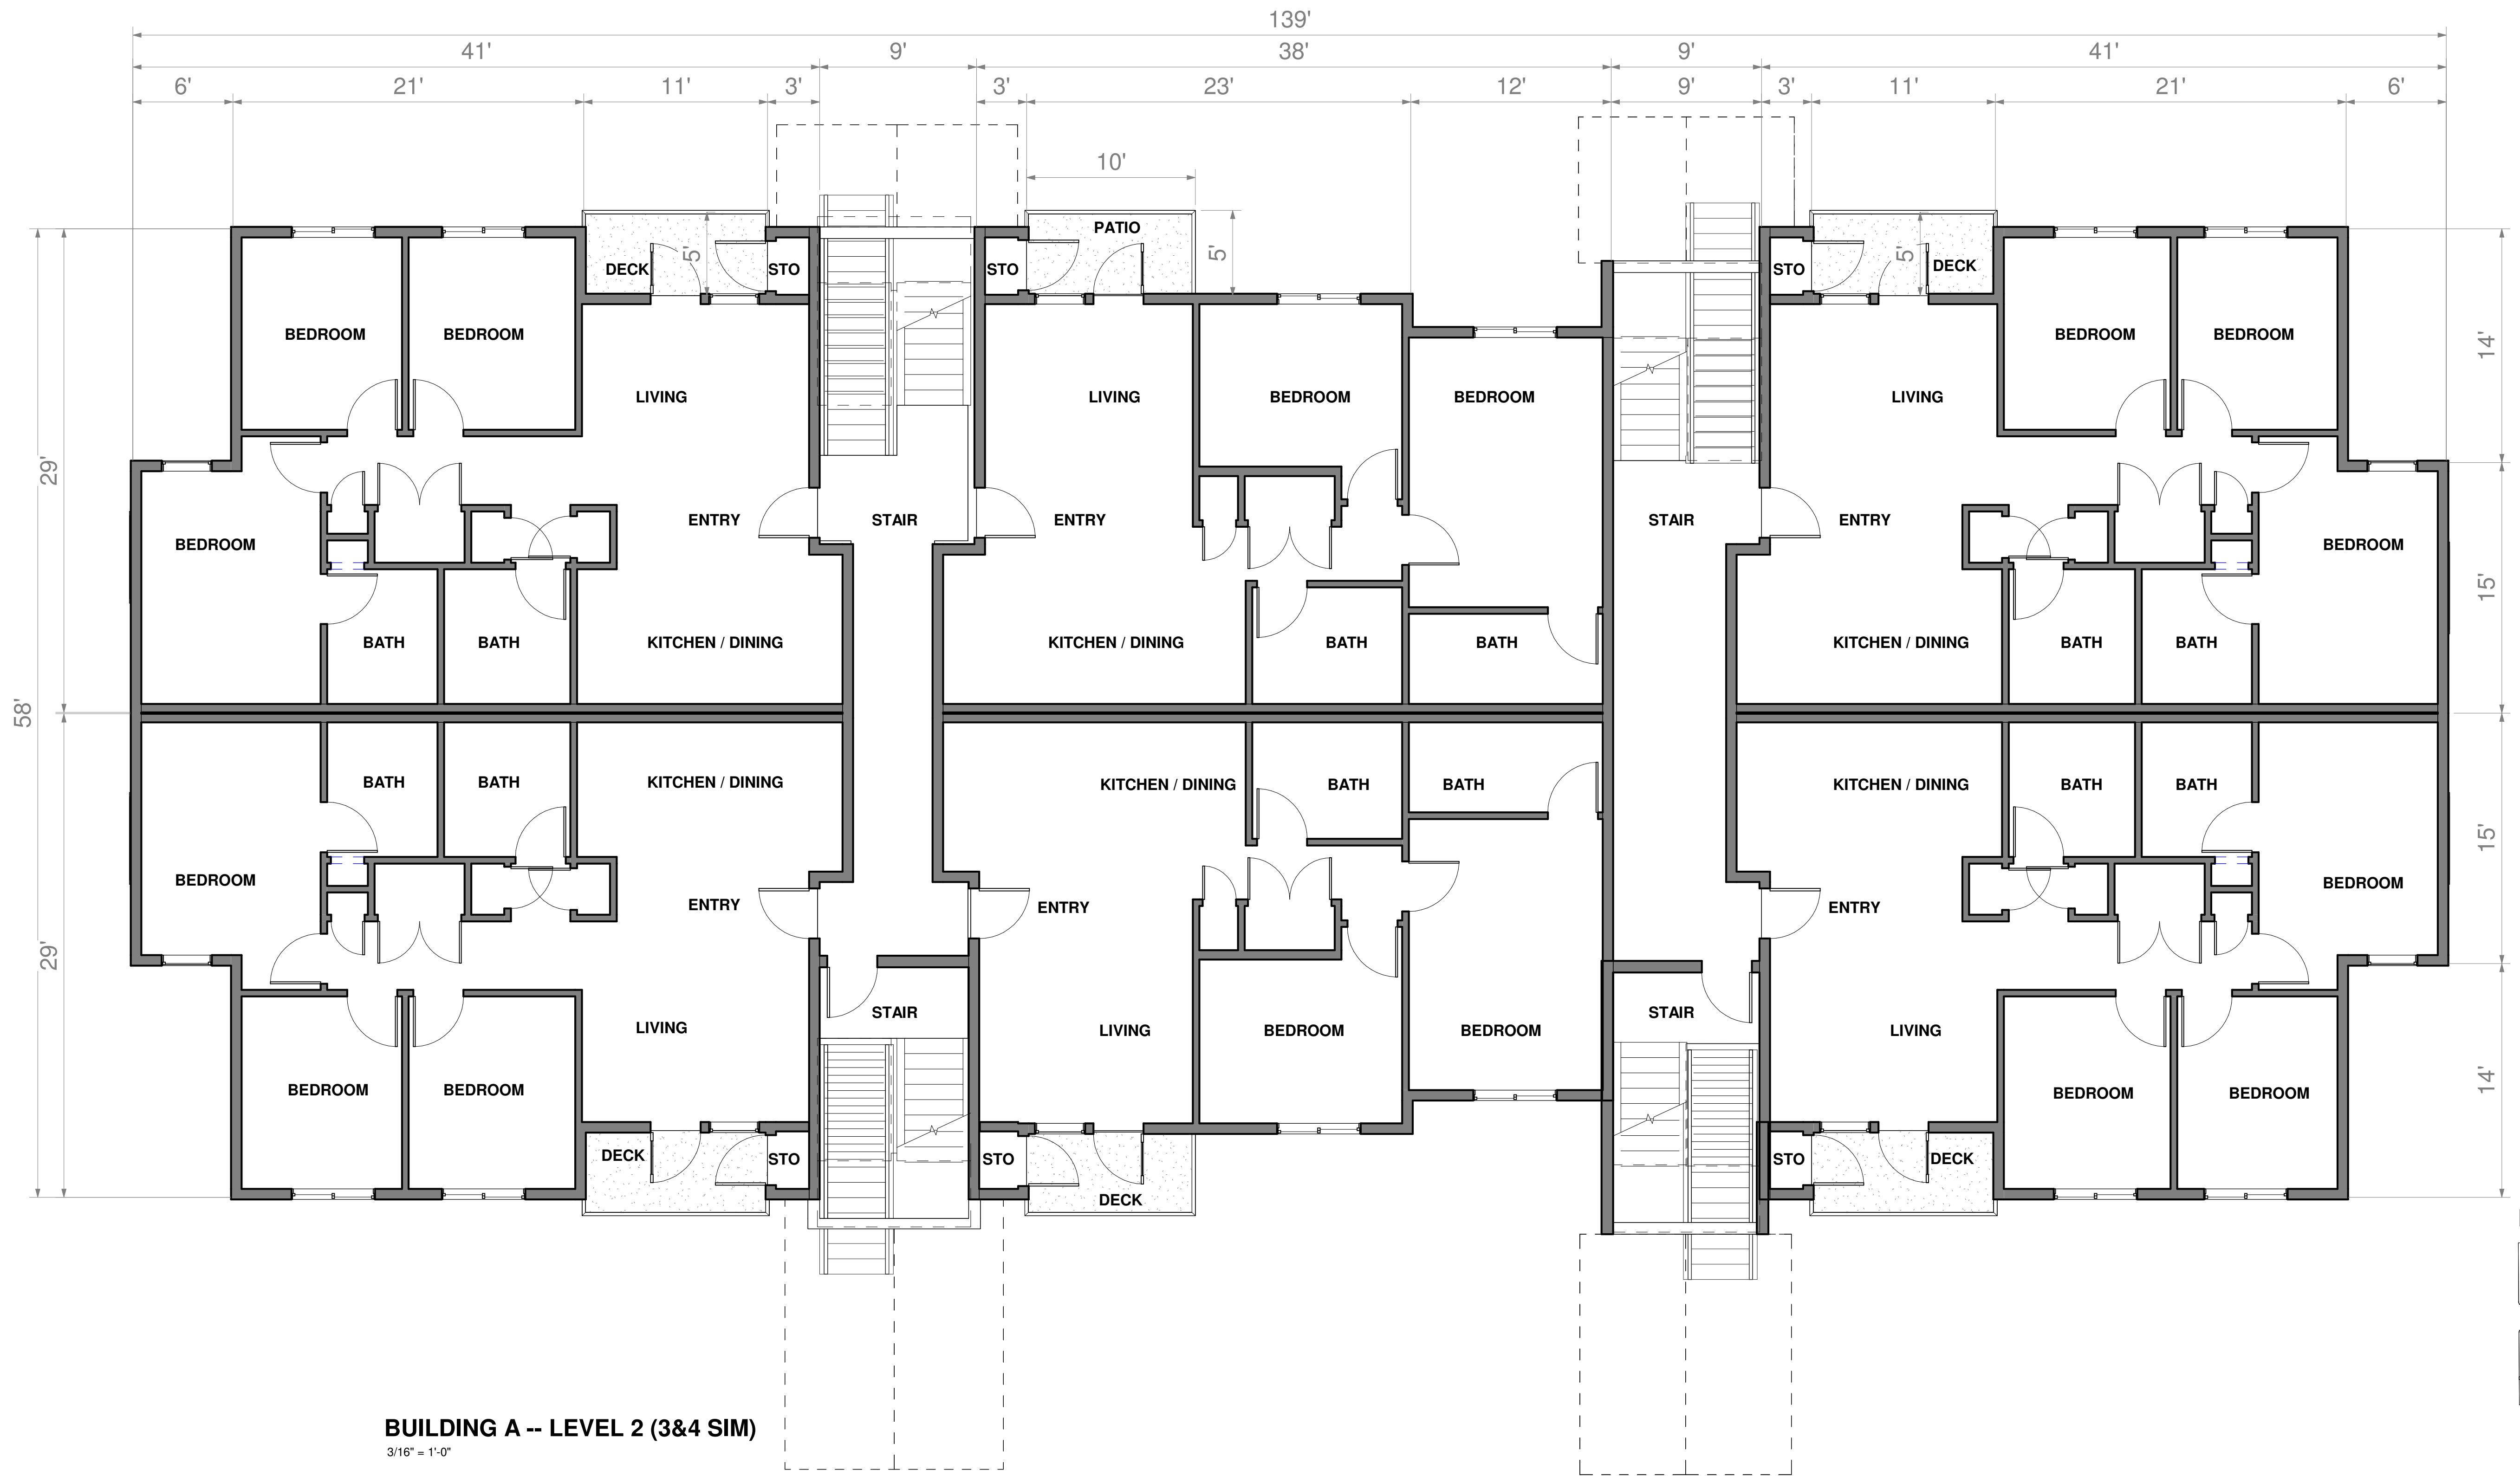 139'
41' 9' 38' 9' 41'
6' 21' 11' 3' 3' 23' 12' 9' 3' 11' 21' 6'
10'
PATIO
5' 5' 5'
DECK STO STO STO DECK
BEDROOM BEDROOM BEDROOM BEDROOM
14'
LIVING LIVING BEDROOM BEDROOM LIVING
29'
ENTRY STAIR ENTRY STAIR ENTRY
BEDROOM BEDROOM
15'
BATH BATH KITCHEN / DINING KITCHEN / DINING BATH BATH KITCHEN / DINING BATH BATH
58'
BATH BATH KITCHEN / DINING KITCHEN / DINING BATH BATH KITCHEN / DINING BATH BATH
15'
BEDROOM BEDROOM
ENTRY ENTRY ENTRY
29'
STAIR STAIR
LIVING LIVING BEDROOM BEDROOM LIVING
14'
BEDROOM BEDROOM BEDROOM BEDROOM
DECK STO STO STO DECK
DECK
BUILDING A -- LEVEL 2 (3&4 SIM)
3/16" = 1'-0"